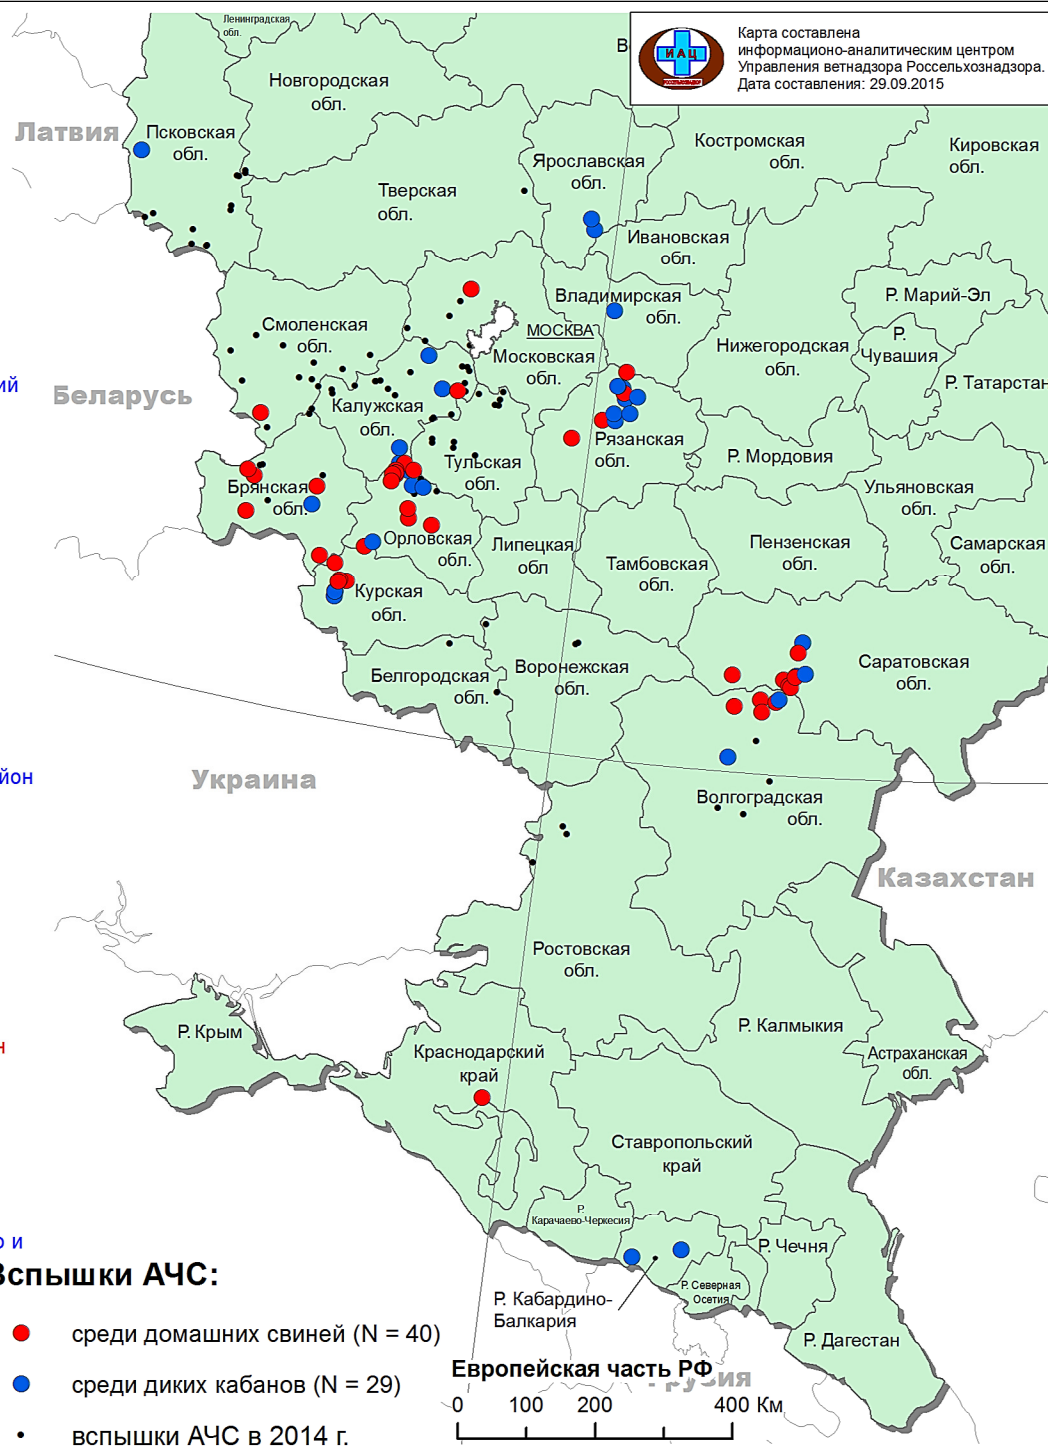 Ленинградская
обл.
Карта составлена
информационо-аналитическим центром
Управления ветнадзора Россельхознадзора.
Дата составления: 29.09.2015
ИАЦ
Новгородская
обл.
Латвия
Псковская
обл.
Костромская
обл.
Кировская
обл.
Ярославская
обл.
Тверская
обл.
Ивановская
обл.
Владимирская
обл.
Р. Марий-Эл
Смоленская
обл.
МОСКВА
Московская
обл.
Нижегородская
обл.
Р.
Чувашия
Р. Татарстан
ий
Беларусь
Калужская
обл.
Рязанская
обл.
Р. Мордовия
Тульская
обл.
Брянская
обл.
Ульяновская
обл.
Орловская
обл.
Липецкая
обл
Пензенская
обл.
Самарская
обл.
Тамбовская
обл.
Курская
обл.
Белгородская
обл.
Воронежская
обл.
Саратовская
обл.
йон
Украина
Волгоградская
обл.
Казахстан
Ростовская
обл.
Р. Крым
Р. Калмыкия
н
Краснодарский
край
Астраханская
обл.
Ставропольский
край
Р.
Карачаево-Черкесия
Р. Чечня
о и
Вспышки АЧС:
Р. Северная
Осетия
Р. Кабардино-
Балкария
среди домашних свиней (N = 40)
Р. Дагестан
Европейская часть РФ
Грузия
среди диких кабанов (N = 29)
0 100 200 400 Км
вспышки АЧС в 2014 г.